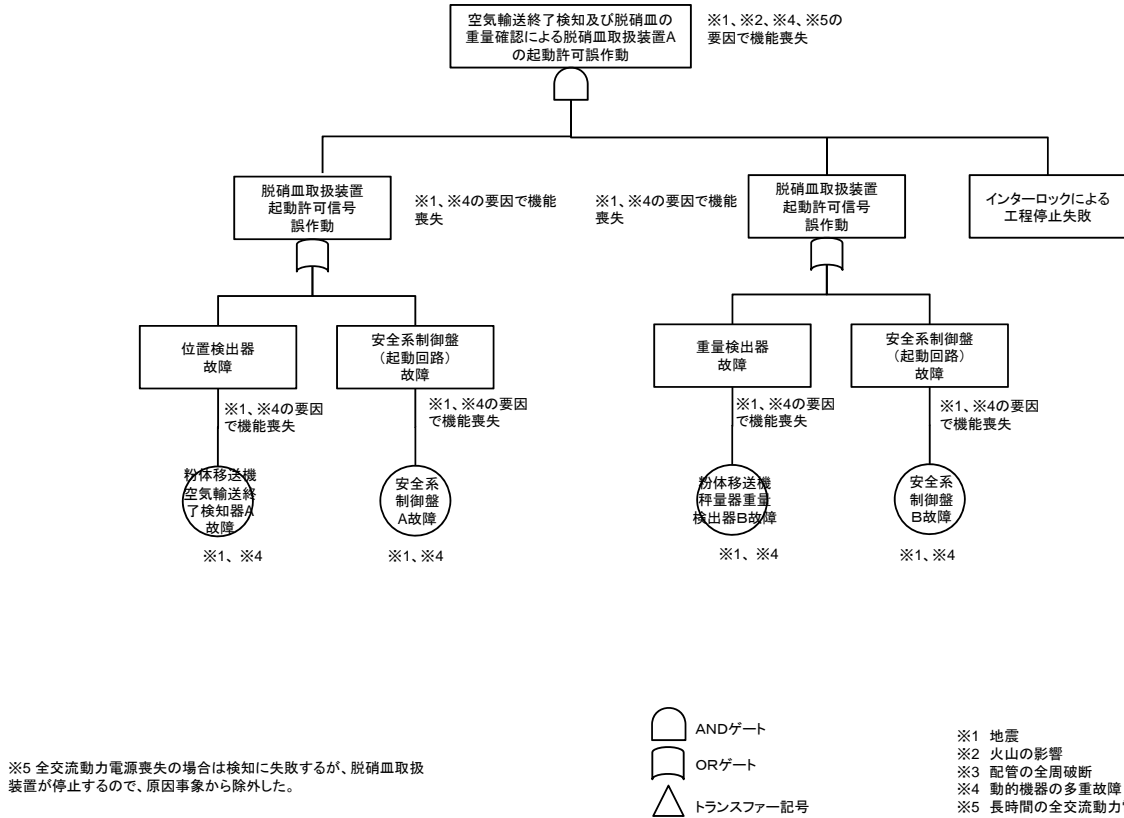 空気輸送終了検知及び脱硝皿の
重量確認による脱硝皿取扱装置A
の起動許可誤作動
※1、※2、※4、※5の
要因で機能喪失
脱硝皿取扱装置
起動許可信号
誤作動
※1、※4の要因で機能
喪失
※1、※4の要因で機能
喪失
脱硝皿取扱装置
起動許可信号
誤作動
インターロックによる
工程停止失敗
位置検出器
故障
安全系制御盤
(起動回路)
故障
重量検出器
故障
安全系制御盤
(起動回路)
故障
※1、※4の要因
で機能喪失
※1、※4の要因
で機能喪失
※1、※4の要因
で機能喪失
※1、※4の要因
で機能喪失
粉体移送機
空気輸送終
了検知器A
故障
安全系
制御盤
A故障
粉体移送機
秤量器重量
検出器B故障
安全系
制御盤
B故障
※1、※4
※1、※4
※1、※4
※1、※4
※5 全交流動力電源喪失の場合は検知に失敗するが、脱硝皿取扱
装置が停止するので、原因事象から除外した。
ANDゲート
ORゲート
トランスファー記号
※1 地震
※2 火山の影響
※3 配管の全周破断
※4 動的機器の多重故障
※5 長時間の全交流動力